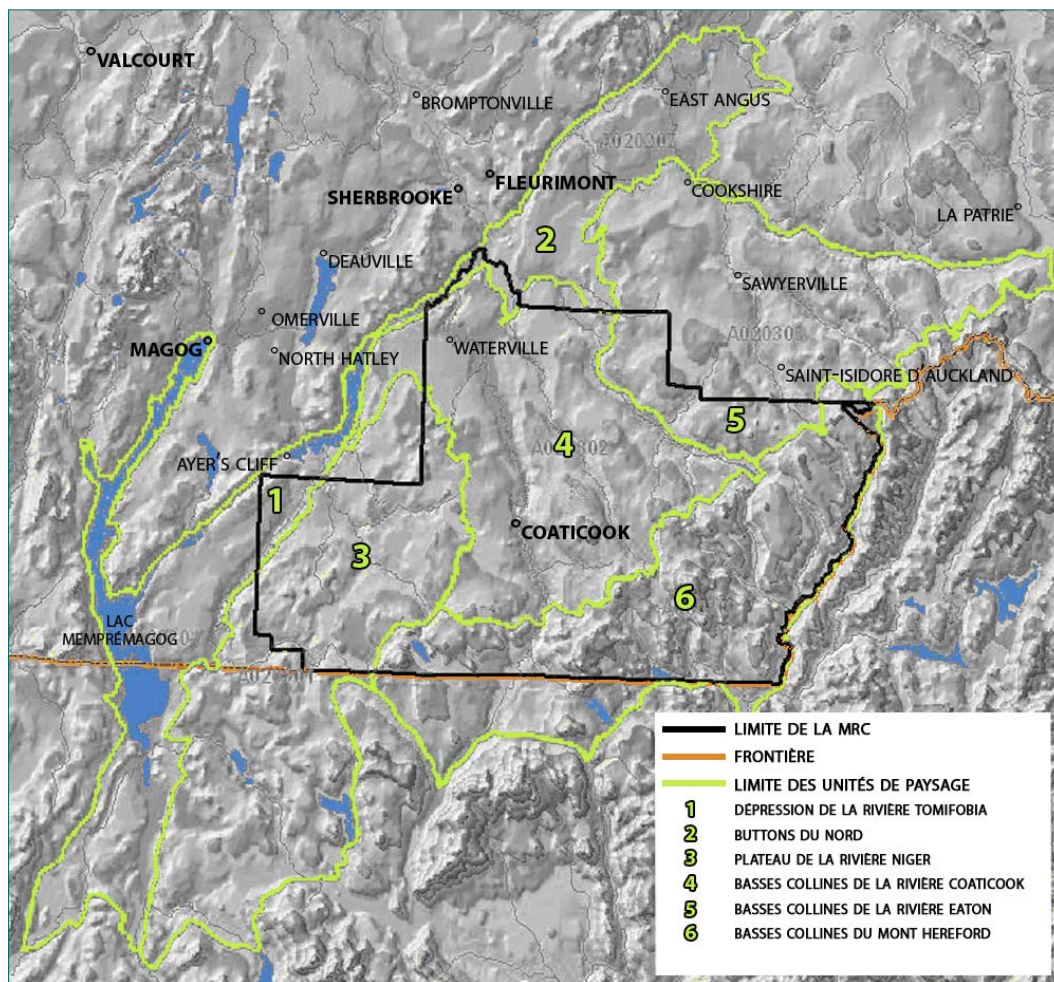 VALCOURT
BROMPTONVILLE
EAST ANGUS
A020207
FLEURIMONT
SHERBROOKE
COOKSHIRE
LA PATRIE
2
DEAUVILLE
SAWYERVILLE
OMERVILLE
MAGOG
NORTH HATLEY
WATERVILLE
SAINT-ISIDORE D'AUCKLAND
5
4
AYER'S CLIFF
1
COATICOOK
3
6
LAC
MEMPRÉMAGOG
LIMITE DE LA MRC
FRONTIÈRE
LIMITE DES UNITÉS DE PAYSAGE
1 DÉPRESSION DE LA RIVIÈRE TOMIFOBIA
2 BUTTONS DU NORD
3 PLATEAU DE LA RIVIÈRE NIGER
4 BASSES COLLINES DE LA RIVIÈRE COATICOOK
5 BASSES COLLINES DE LA RIVIÈRE EATON
6 BASSES COLLINES DU MONT HEREFORD